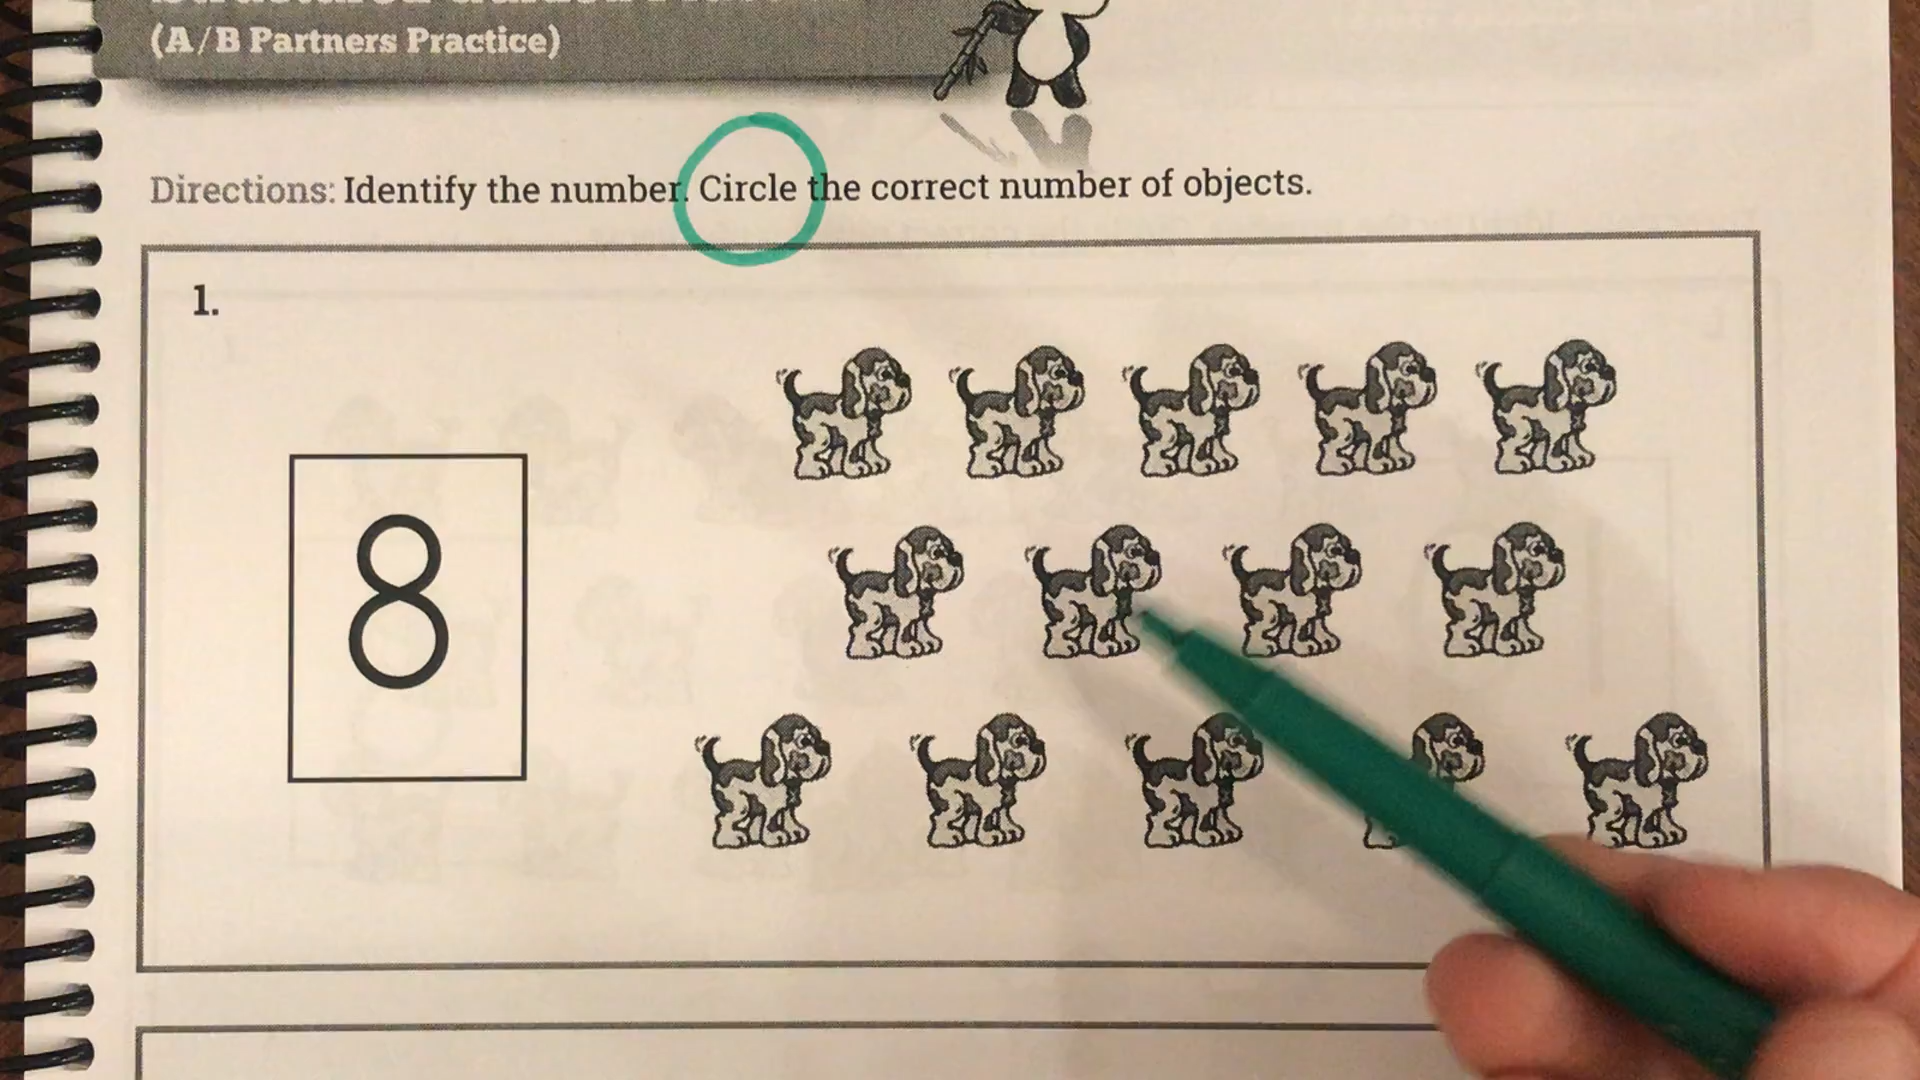 (A/B Partners Practice)
Directions: Identify the number. Circle the correct number of objects.
1.
8